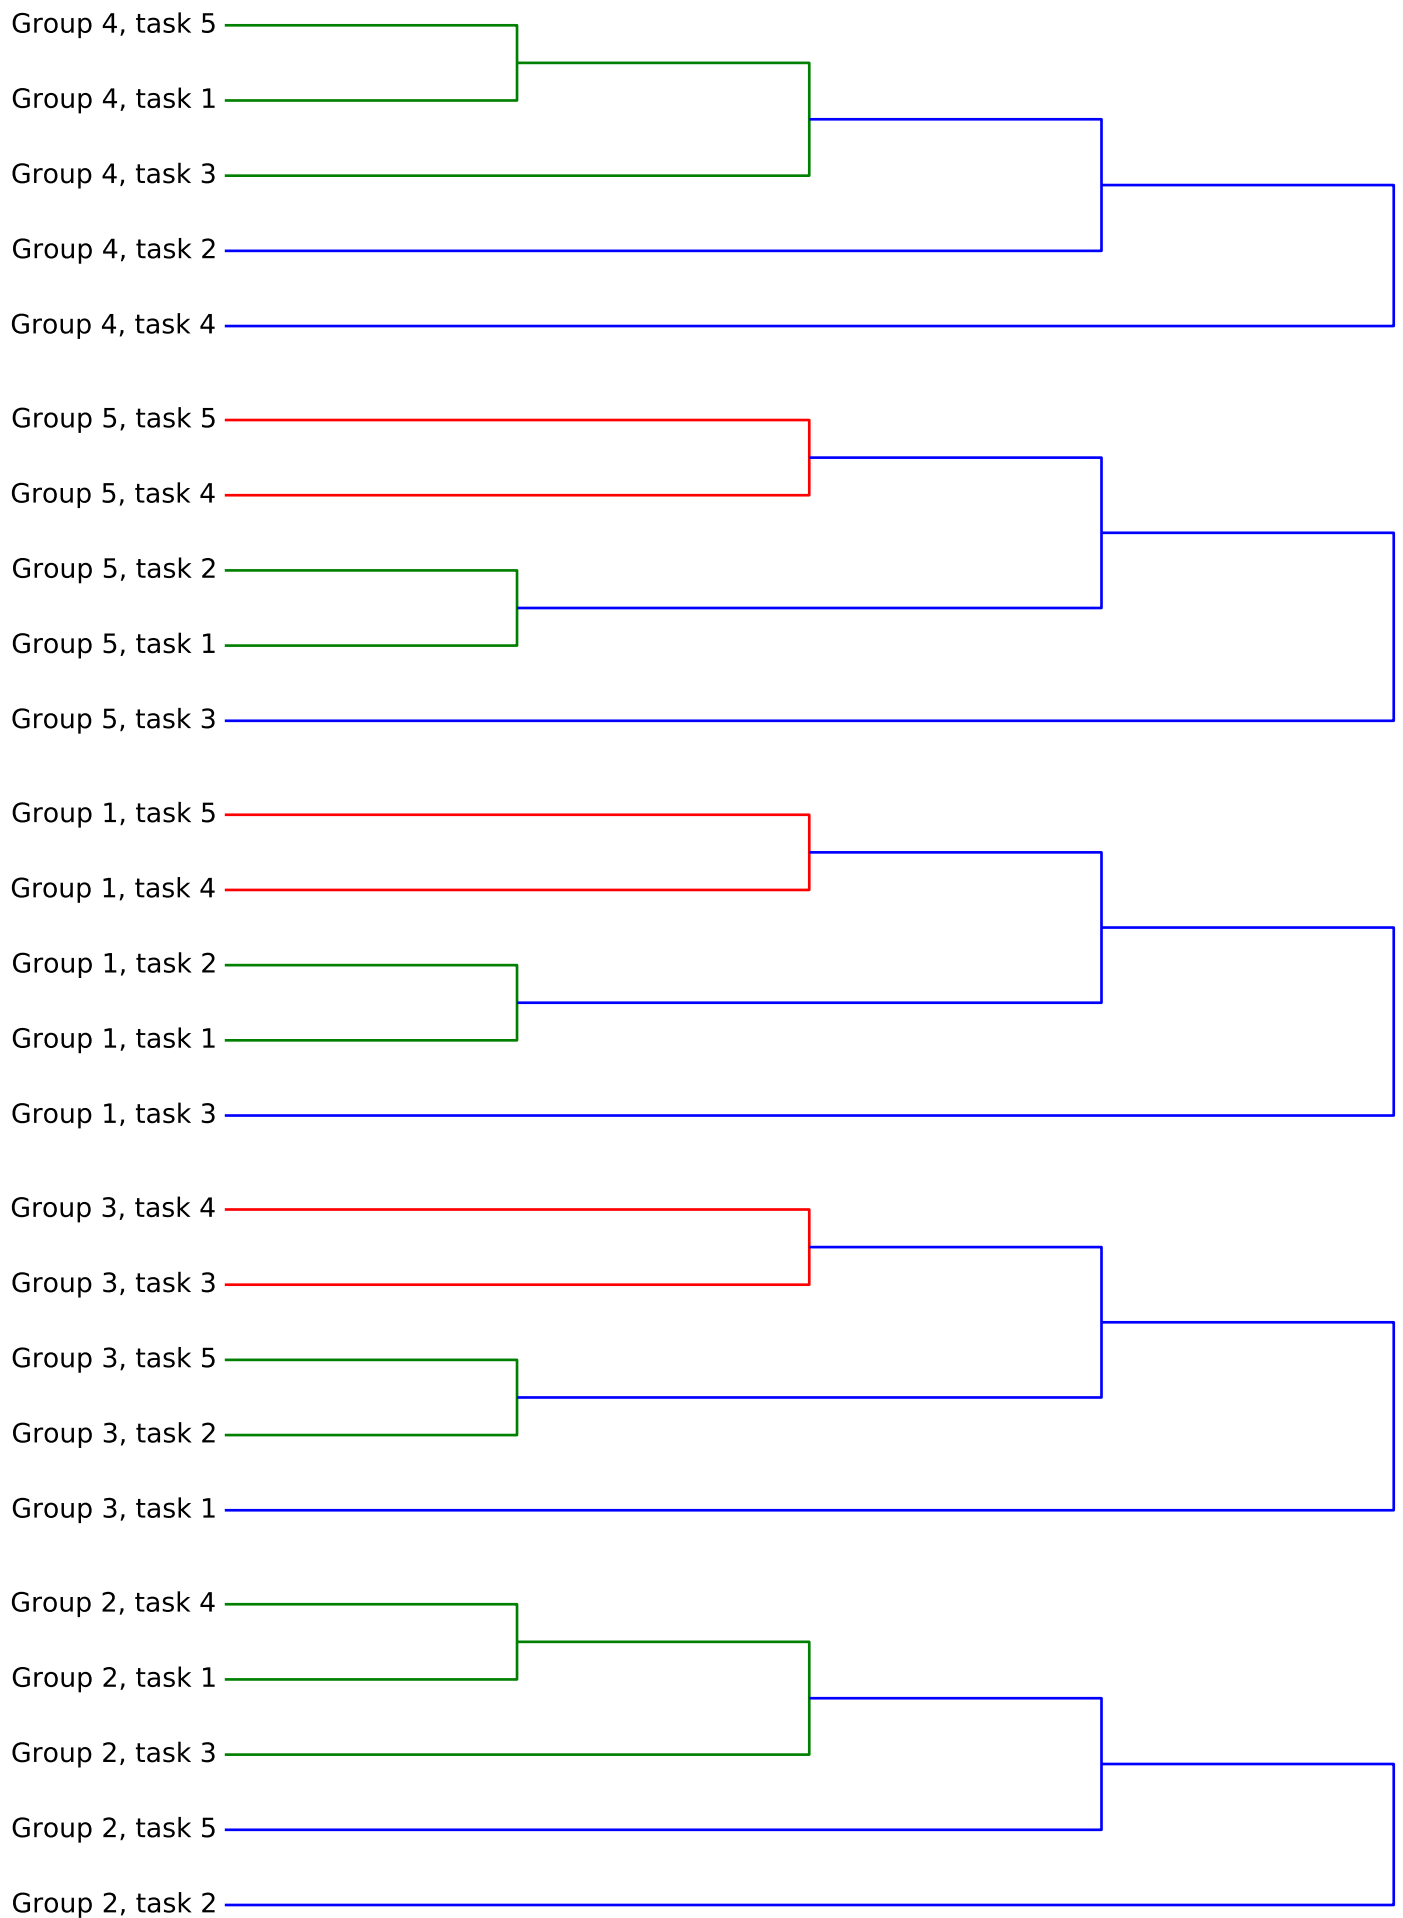 Group 4, task 5
Group 4, task 1
Group 4, task 3
Group 4, task 2
Group 4, task 4
Group 5, task 5
Group 5, task 4
Group 5, task 2
Group 5, task 1
Group 5, task 3
Group 1, task 5
Group 1, task 4
Group 1, task 2
Group 1, task 1
Group 1, task 3
Group 3, task 4
Group 3, task 3
Group 3, task 5
Group 3, task 2
Group 3, task 1
Group 2, task 4
Group 2, task 1
Group 2, task 3
Group 2, task 5
Group 2, task 2